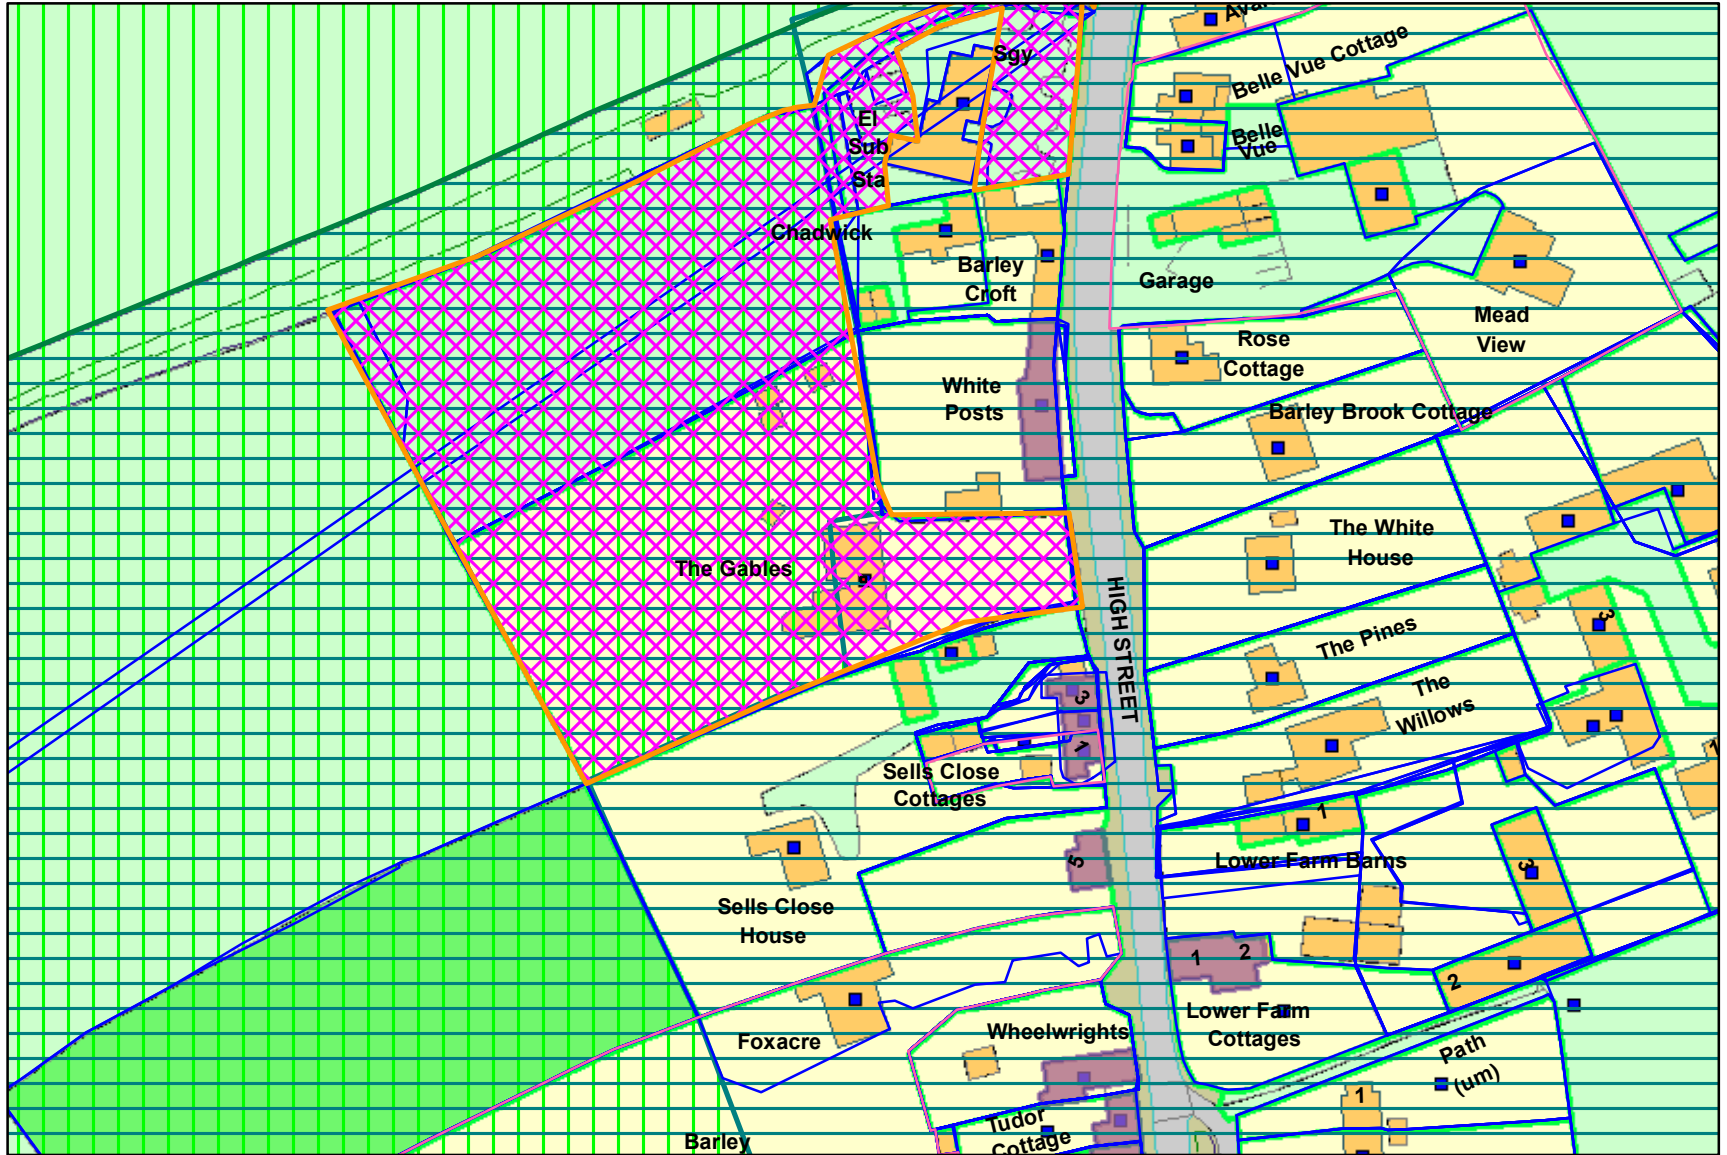 Sgy
Belle Vue Cottage
El
Sub
Sta
Belle
Vue
Chadwick
Barley
Croft
Garage
Mead
View
Rose
Cottage
White
Posts
Barley Brook Cottage
The White
House
The Gables
HIGH STREET
3
The Pines
The
Willows
3
1
Sells Close
Cottages
1
1
5
Lower Farm Barns
3
Sells Close
House
1
2
2
Lower Farm
Cottages
Foxacre
Wheelwrights
Path
(um)
1
Tudor
Cottage
Barley